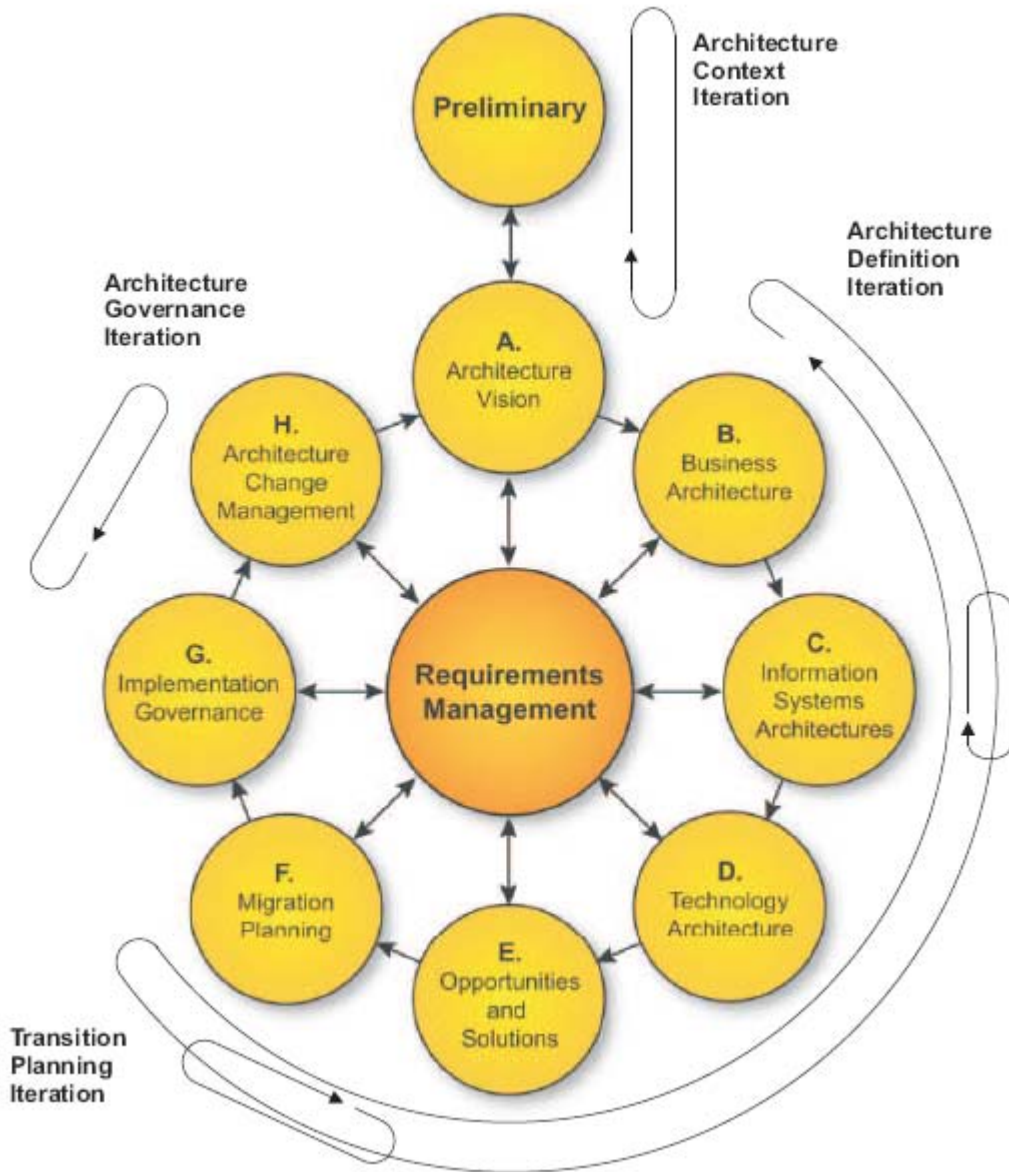 Preliminary
Architecture
Context
Iteration
Architecture
Definition
Iteration
Architecture
Governance
Iteration
A.
Architecture
Vision
H.
Architecture
Change
Management
B.
Business
Architecture
G.
Implementation
Governance
Requirements
Management
C.
Information
Systems
Architectures
F.
Migration
Planning
D.
Technology
Architecture
E.
Opportunities
and
Solutions
Transition
Planning
Iteration